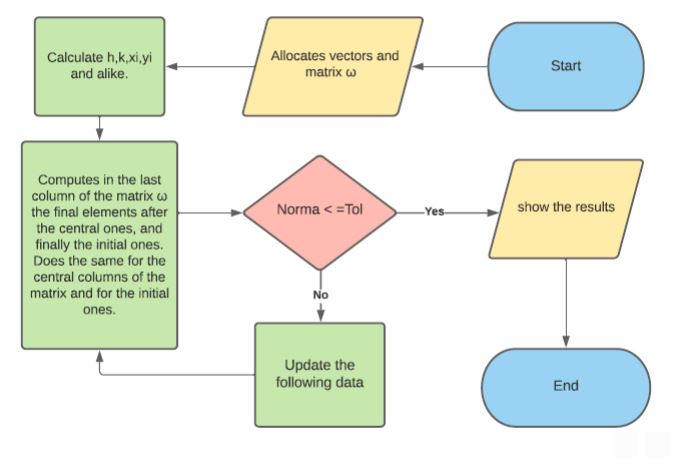 Start
Allocates vectors and
matrix ω
Calculate h,k,xi,yi
and alike.
Computes in the last
column of the matrix ω
the final elements after
the central ones, and
finally the initial ones.
Does the same for the
central columns of the
matrix and for the initial
ones.
Norma < =Tol
Yes
show the results
No
Update the
following data
End